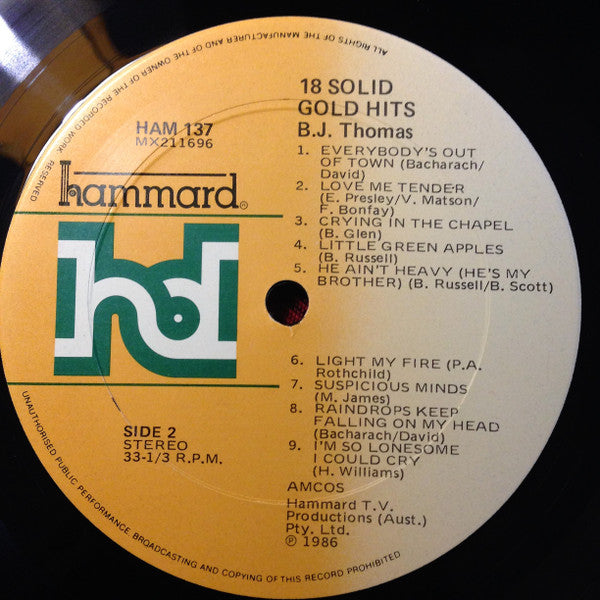 ALL RIGHTS OF THE MANUFACTURER AND OF THE OWNER OF THE RECORDED WORK RESERVED
18 SOLID
GOLD HITS
B.J. Thomas
HAM 137
MX211696
hammard®
hd
1. EVERYBODY'S OUT
OF TOWN (Bacharach/
David)
2. LOVE ME TENDER
(E. Presley/V. Matson/
F. Bonfay)
3. CRYING IN THE CHAPEL
(B. Glen)
4. LITTLE GREEN APPLES
(B. Russell)
5. HE AIN'T HEAVY (HE'S MY
BROTHER) (B. Russell/B. Scott)
6. LIGHT MY FIRE (P.A.
Rothchild)
7. SUSPICIOUS MINDS
(M. James)
8. RAINDROPS KEEP
FALLING ON MY HEAD
(Bacharach/David)
9. I'M SO LONESOME
I COULD CRY
(H. Williams)
SIDE 2
STEREO
33-1/3 R.P.M.
AMCOS
Hammard T.V.
Productions (Aust.)
Pty. Ltd.
℗ 1986
UNAUTHORISED PUBLIC PERFORMANCE BROADCASTING AND COPYING OF THIS RECORD PROHIBITED